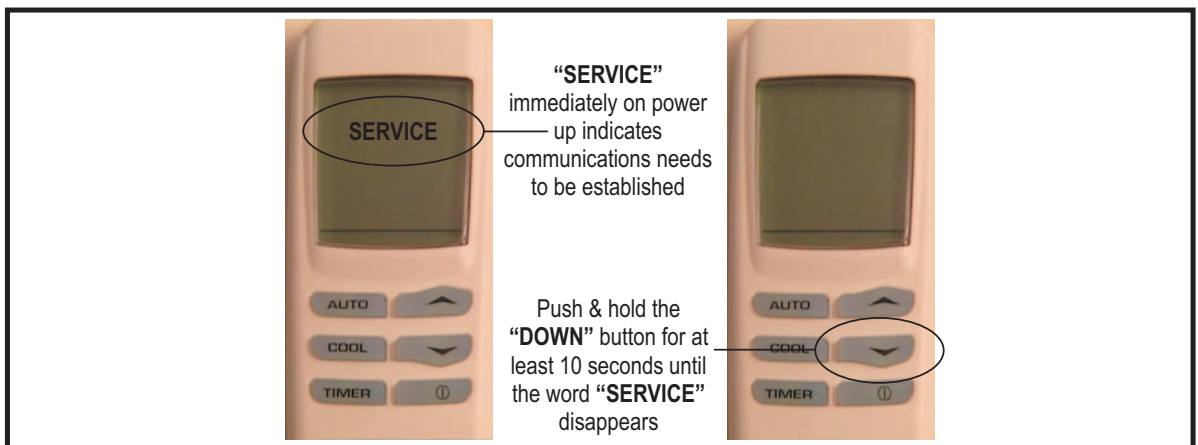 SERVICE
AUTO
COOL
TIMER
“SERVICE”
immediately on power
up indicates
communications needs
to be established
Push & hold the
“DOWN” button for at
least 10 seconds until
the word “SERVICE”
disappears
AUTO
COOL
TIMER